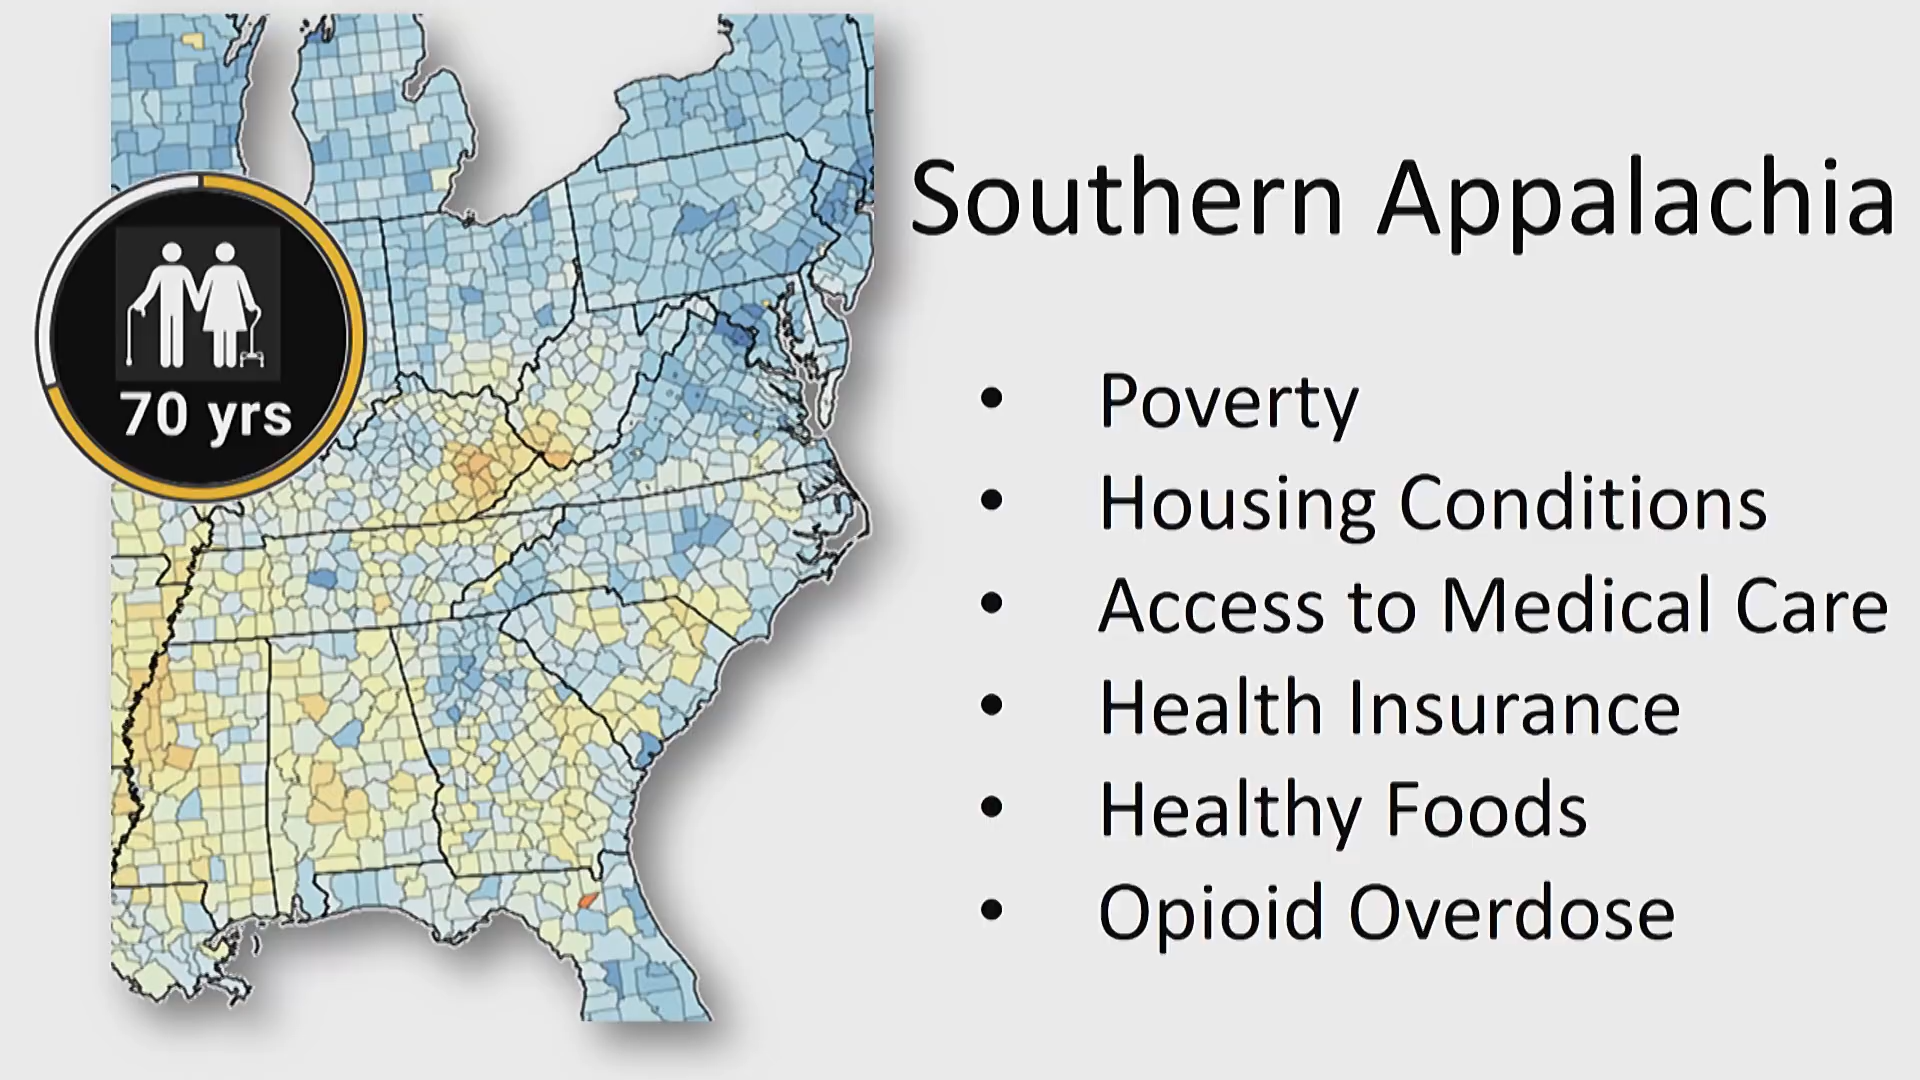 Southern Appalachia
70 yrs
• Poverty
• Housing Conditions
• Access to Medical Care
• Health Insurance
• Healthy Foods
• Opioid Overdose